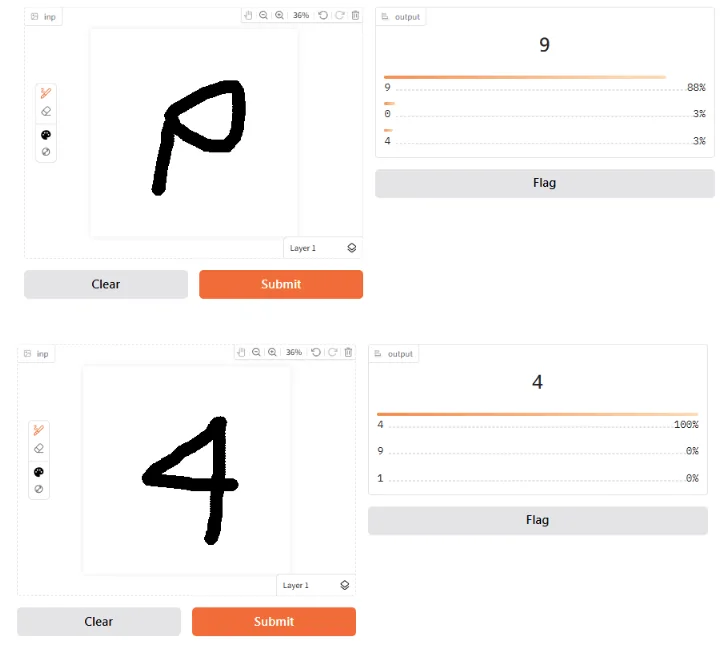 inp
36%
output
9
9 88%
0 3%
4 3%
Flag
Layer 1
Clear
Submit
inp
36%
output
4
4 100%
9 0%
1 0%
Flag
4
Layer 1
Clear
Submit